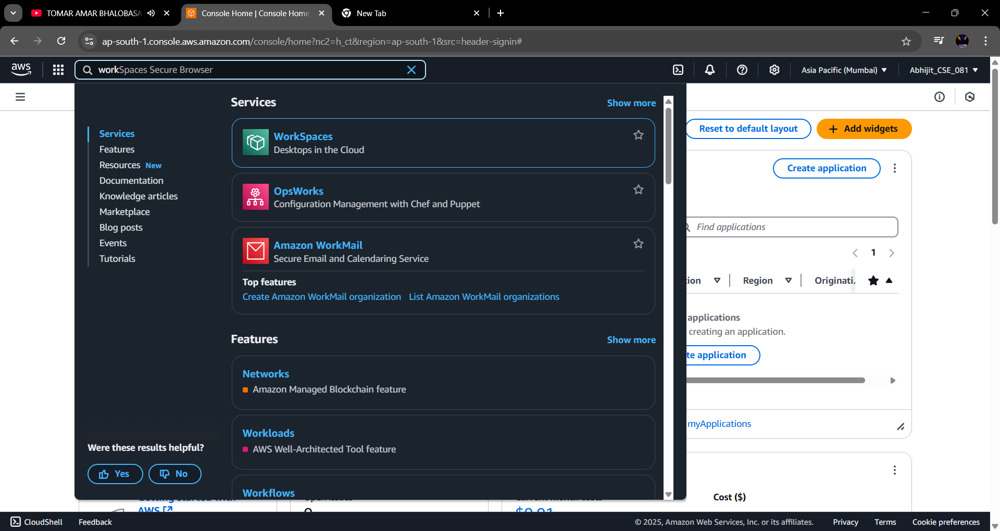 TOMAR AMAR BHALOBASA
Console Home | Console Home
New Tab
ap-south-1.console.aws.amazon.com/console/home?nc2=h_ct&region=ap-south-1&src=header-signin#
aws
workSpaces Secure Browser
Asia Pacific (Mumbai)
Abhijit_CSE_081
Services
Features
Resources New
Documentation
Knowledge articles
Marketplace
Blog posts
Events
Tutorials
Were these results helpful?
Yes
No
Services
Show more
WorkSpaces
Desktops in the Cloud
OpsWorks
Configuration Management with Chef and Puppet
Amazon WorkMail
Secure Email and Calendaring Service
Top features
Create Amazon WorkMail organization List Amazon WorkMail organizations
Features
Show more
Networks
Amazon Managed Blockchain feature
Workloads
AWS Well-Architected Tool feature
Workflows
Reset to default layout
Add widgets
Create application
Find applications
1
tion
Region
Originati.
applications
creating an application.
te application
myApplications
Cost ($)
AWS
CloudShell
Feedback
© 2025, Amazon Web Services, Inc. or its affiliates.
Privacy
Terms
Cookie preferences